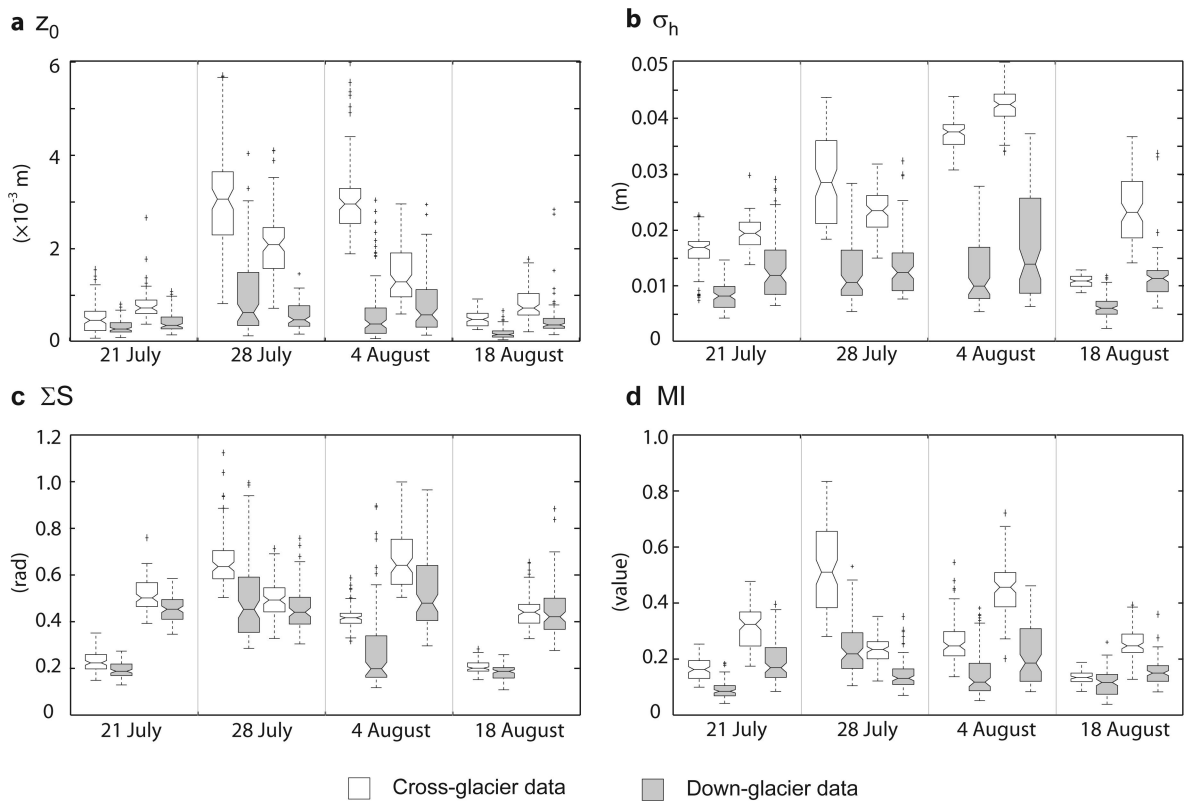 a z₀
6
4
2
0
(×10⁻³ m)
21 July 28 July 4 August 18 August
b σₕ
0.05
0.04
0.03
0.02
0.01
0
(m)
21 July 28 July 4 August 18 August
c ΣS
1.2
1.0
0.8
0.6
0.4
0.2
0
(rad)
21 July 28 July 4 August 18 August
d MI
1.0
0.8
0.6
0.4
0.2
0
(value)
21 July 28 July 4 August 18 August
Cross-glacier data Down-glacier data